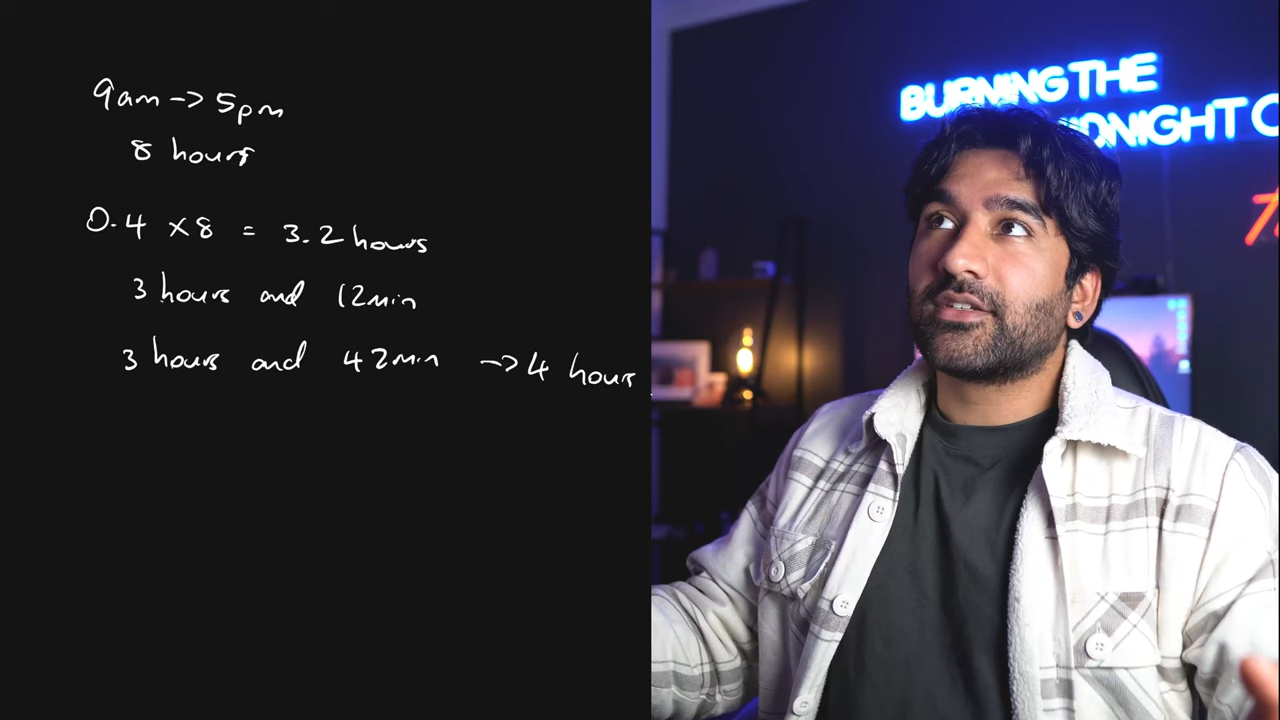 9am -> 5pm
8 hours
0.4 x 8 = 3.2 hours
3 hours and 12min
3 hours and 42min -> 4 hours
BURNING THE
MIDNIGHT